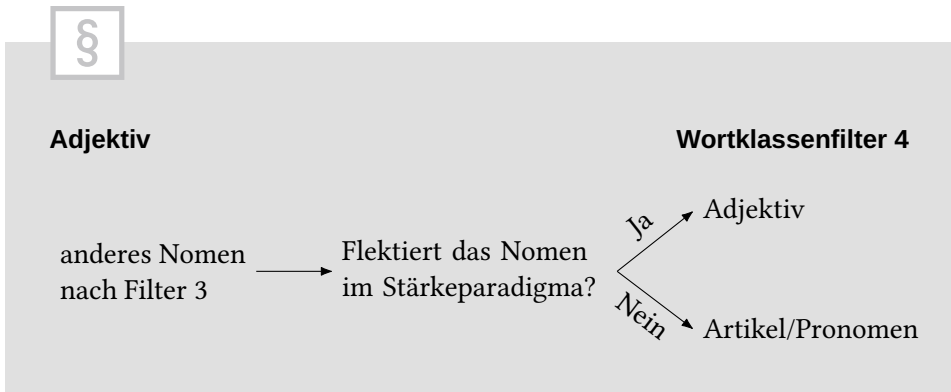 §
Adjektiv
Wortklassenfilter 4
anderes Nomen
nach Filter 3
Flektiert das Nomen
im Stärkeparadigma?
Ja
Adjektiv
Nein
Artikel/Pronomen